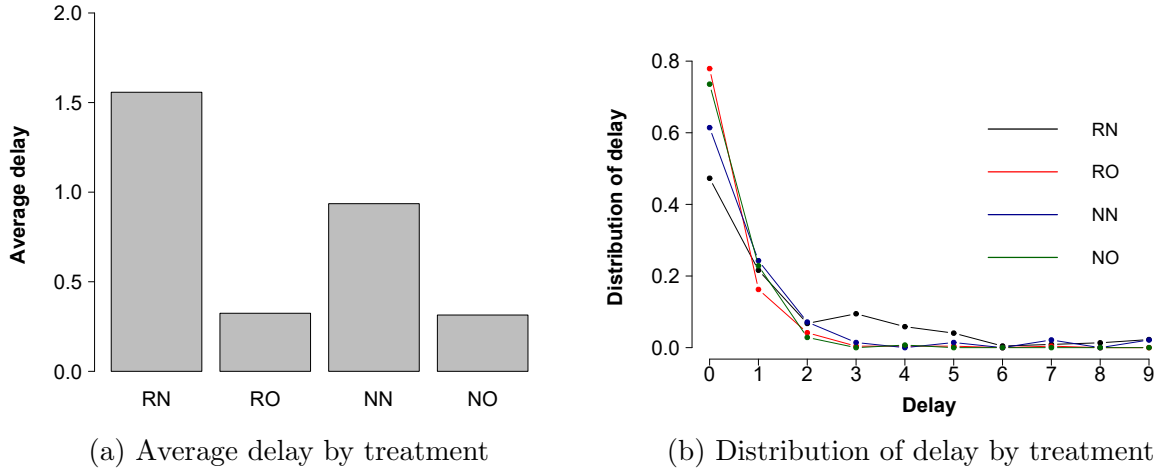 2.0
1.5
1.0
0.5
0.0
Average delay
RN RO NN NO
(a) Average delay by treatment
0.8
0.6
0.4
0.2
0.0
Distribution of delay
RN
RO
NN
NO
0 1 2 3 4 5 6 7 8 9
Delay
(b) Distribution of delay by treatment